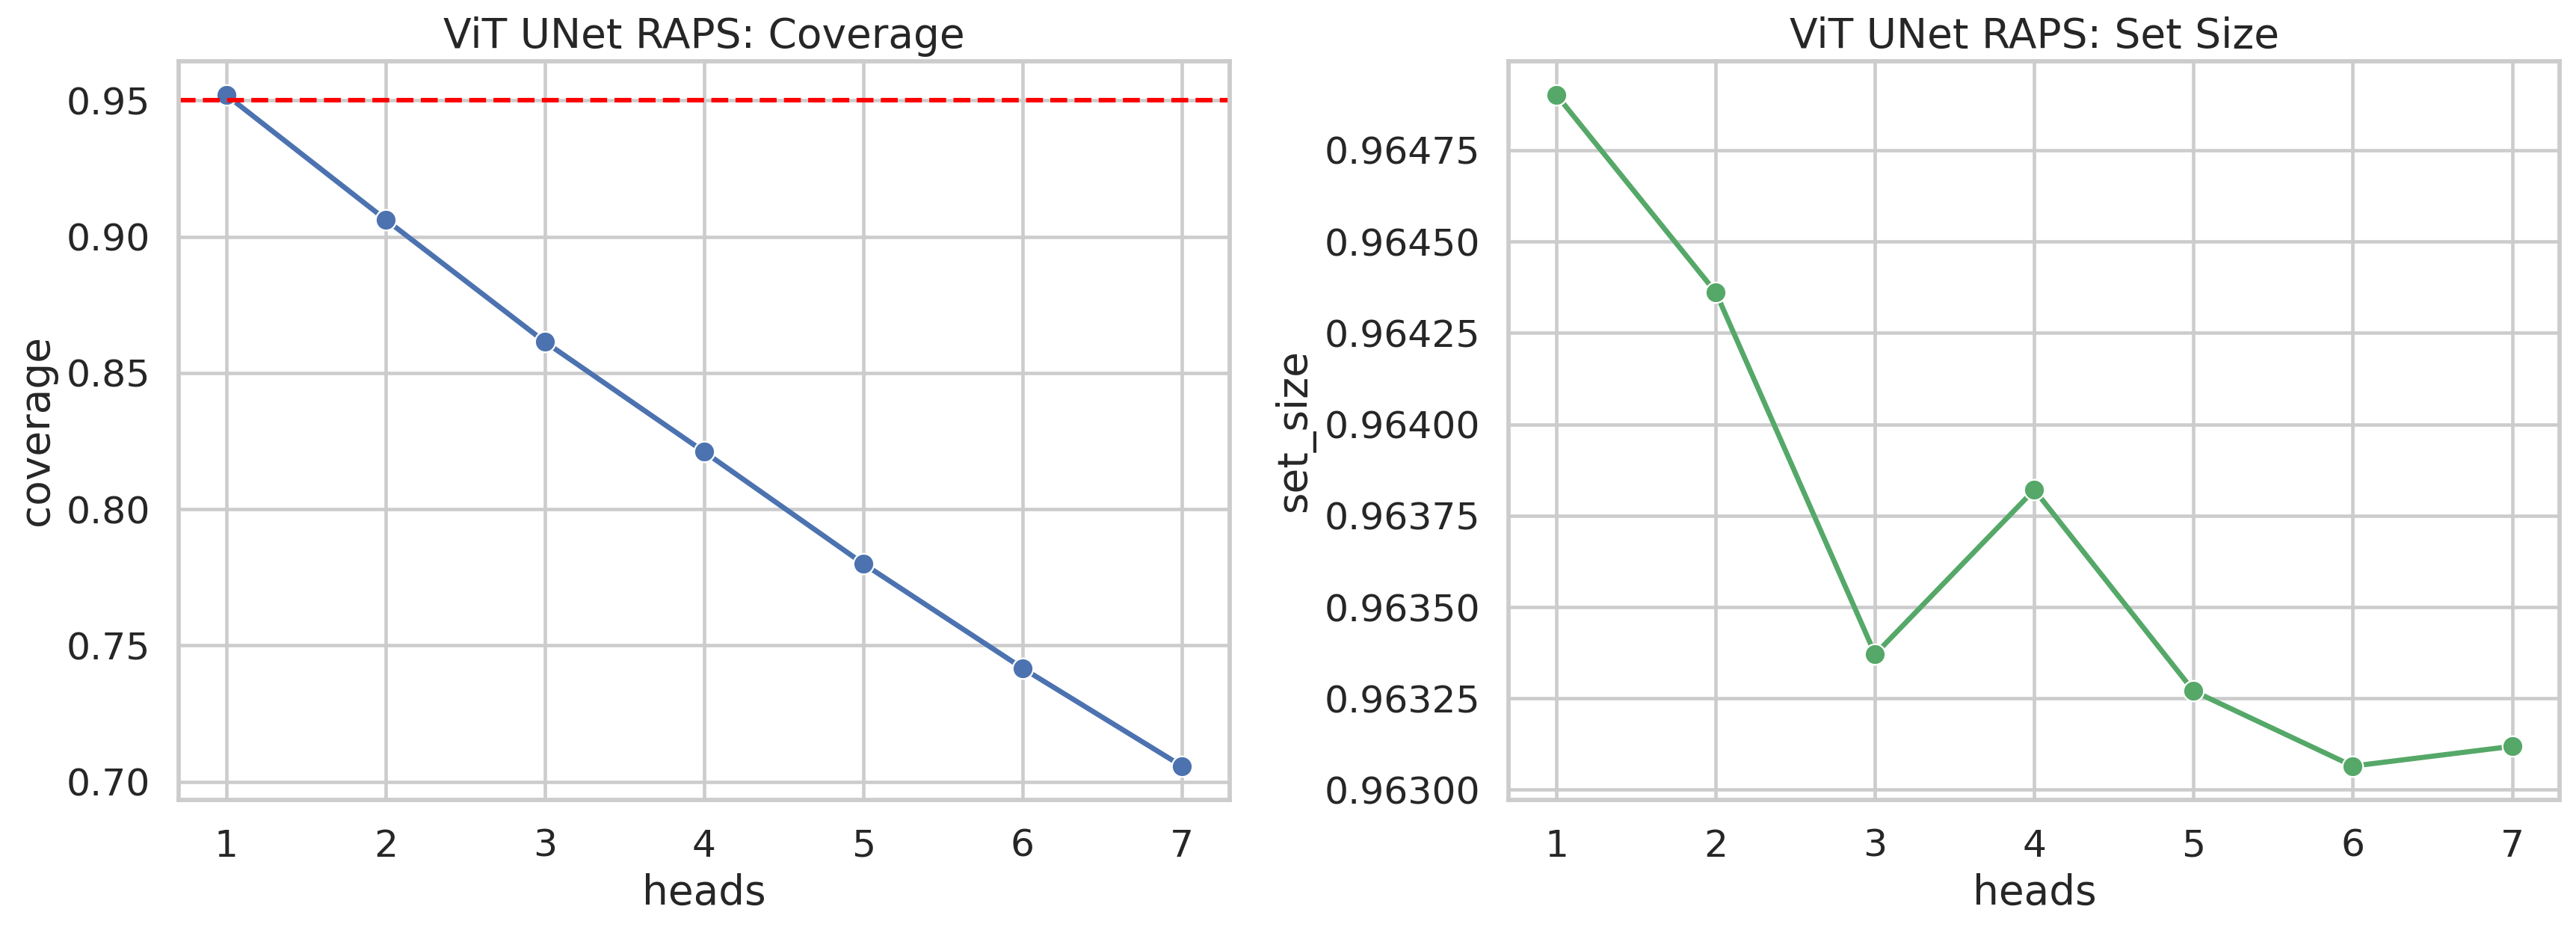 ViT UNet RAPS: Coverage
0.95
0.90
0.85
0.80
0.75
0.70
coverage
1 2 3 4 5 6 7
heads
ViT UNet RAPS: Set Size
0.96475
0.96450
0.96425
0.96400
0.96375
0.96350
0.96325
0.96300
set_size
1 2 3 4 5 6 7
heads